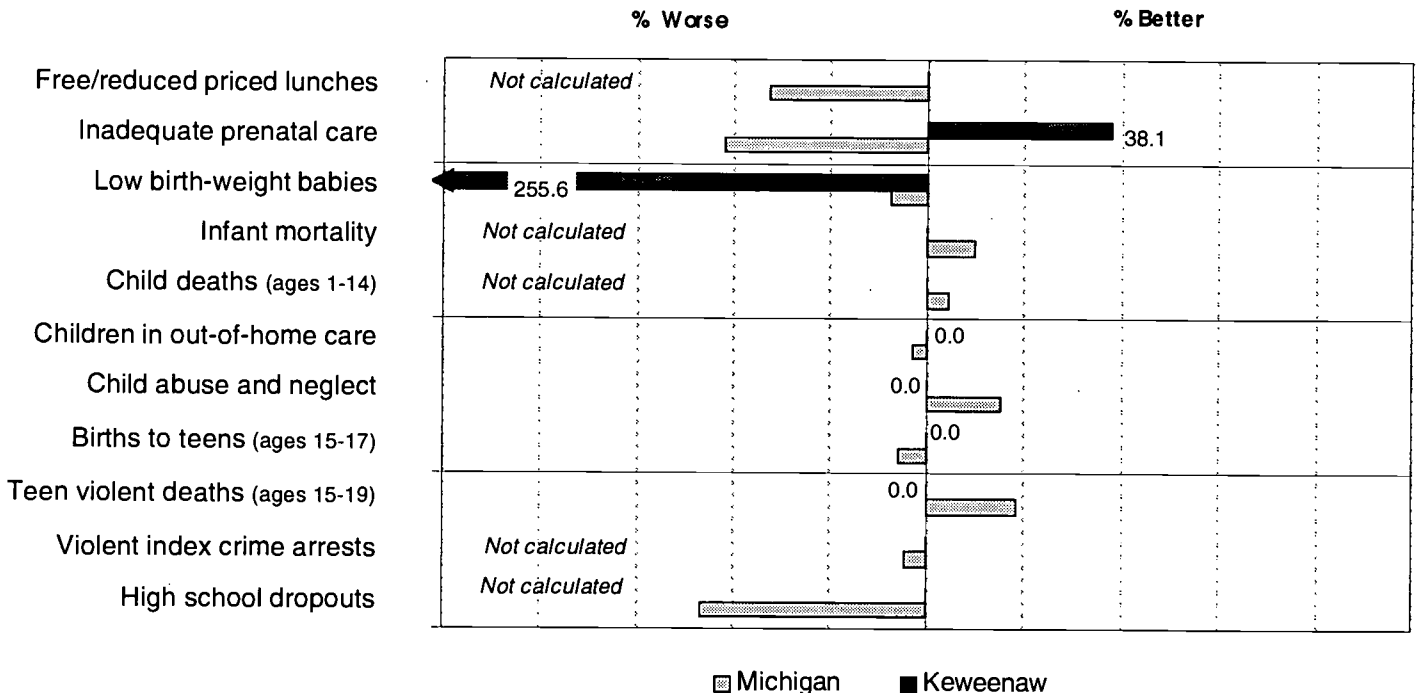 % Worse % Better
Free/reduced priced lunches Not calculated
Inadequate prenatal care 38.1
Low birth-weight babies 255.6
Infant mortality Not calculated
Child deaths (ages 1-14) Not calculated
Children in out-of-home care 0.0
Child abuse and neglect 0.0
Births to teens (ages 15-17) 0.0
Teen violent deaths (ages 15-19) 0.0
Violent index crime arrests Not calculated
High school dropouts Not calculated
Michigan Keweenaw